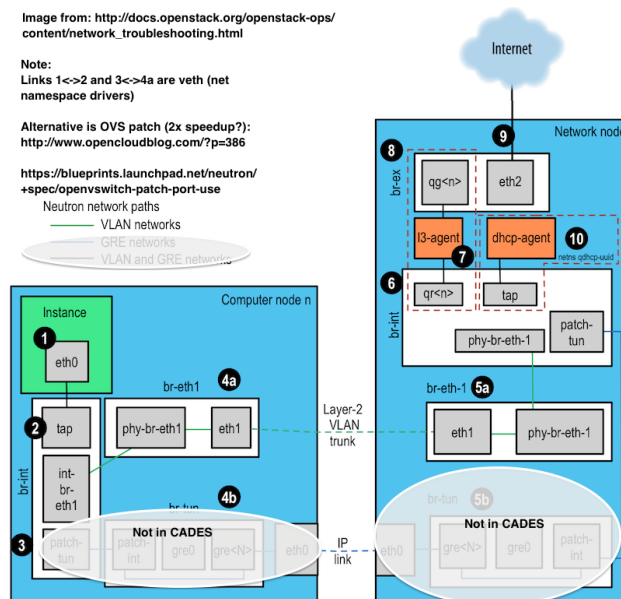 Image from: http://docs.openstack.org/openstack-ops/
content/network_troubleshooting.html
Note:
Links 1<->2 and 3<->4a are veth (net
namespace drivers)
Alternative is OVS patch (2x speedup?):
http://www.opencloudblog.com/?p=386
https://blueprints.launchpad.net/neutron/
+spec/openvswitch-patch-port-use
Neutron network paths
VLAN networks
GRE networks
VLAN and GRE networks
Internet
Network node
9
8
br-ex
qg<n>
eth2
l3-agent
dhcp-agent
10
netns qdhcp-uuid
7
6
br-int
qr<n>
tap
patch-
tun
phy-br-eth-1
Computer node n
Instance
1
eth0
br-eth1
4a
br-eth-1
5a
2
tap
phy-br-eth1
eth1
Layer-2
VLAN
trunk
eth1
phy-br-eth-1
br-int
int-
br-
eth1
br-tun
4b
br-tun
5b
Not in CADES
Not in CADES
3
patch-
tun
patch-
int
gre0
gre<N>
eth0
IP
link
eth0
gre<N>
gre0
patch-
int